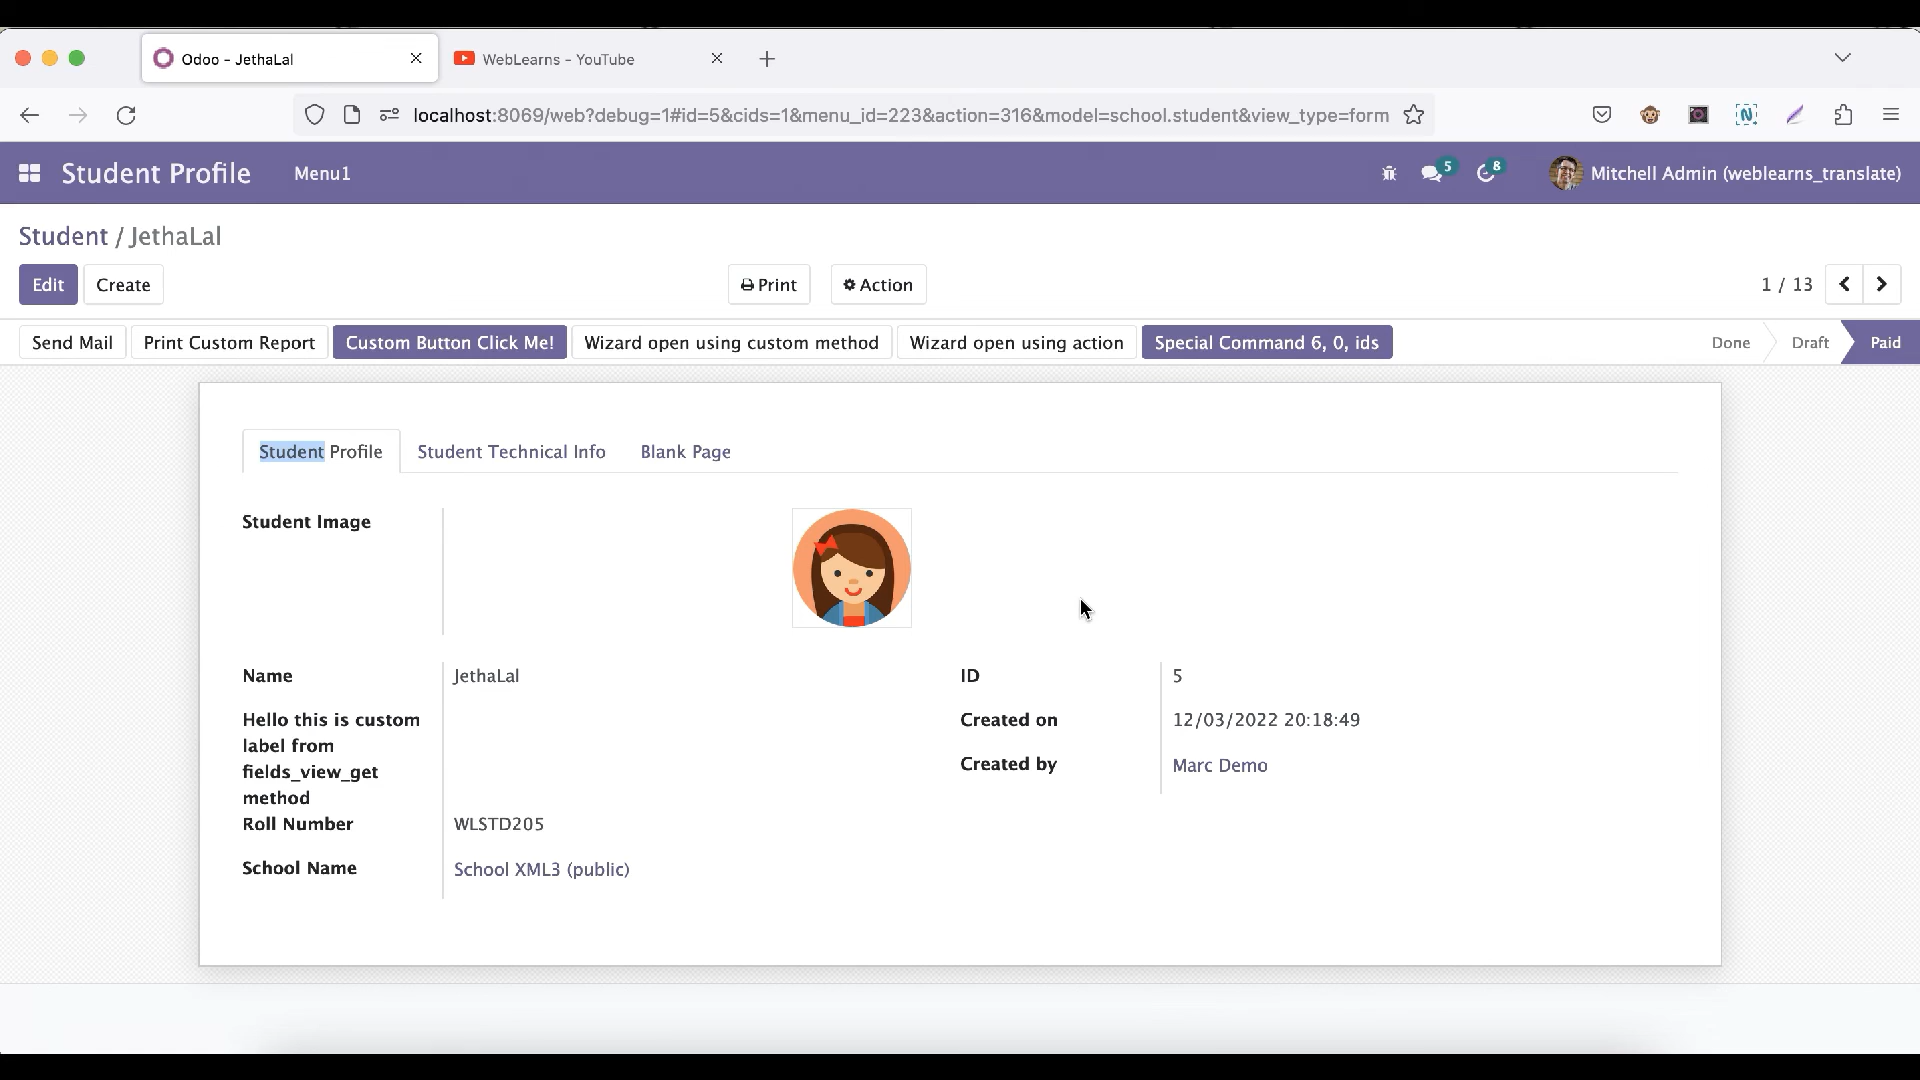 Odoo - JethaLal
WebLearns - YouTube
localhost:8069/web?debug=1#id=5&cids=1&menu_id=223&action=316&model=school.student&view_type=form
Student Profile
Menu1
5
8
Mitchell Admin (weblearns_translate)
Student / JethaLal
Edit
Create
Print
Action
1 / 13
Send Mail
Print Custom Report
Custom Button Click Me!
Wizard open using custom method
Wizard open using action
Special Command 6, 0, ids
Done
Draft
Paid
Student Profile
Student Technical Info
Blank Page
Student Image
Name
JethaLal
ID
5
Hello this is custom
label from
fields_view_get
method
Created on
12/03/2022 20:18:49
Created by
Marc Demo
Roll Number
WLSTD205
School Name
School XML3 (public)